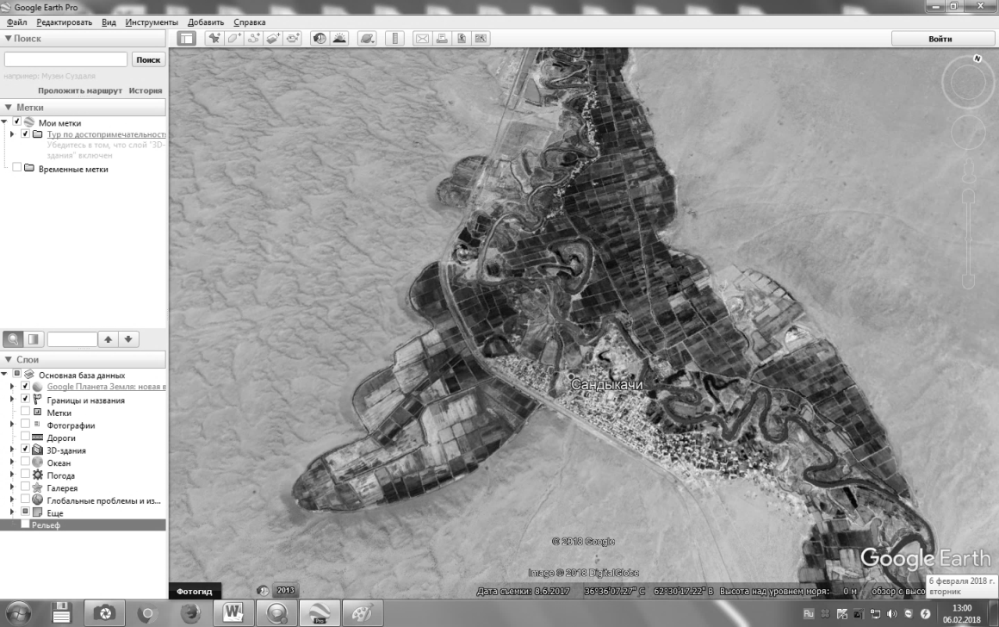 Google Earth Pro
Файл Редактировать Вид Инструменты Добавить Справка
Поиск
Войти
Поиск
например: Музеи Суздаля
Проложить маршрут История
Метки
Мои метки
Тур по достопримечательност
Убедитесь в том, что слой "3D-
здания" включен
Временные метки
Слои
Основная база данных
Google Планета Земля: новая в
Границы и названия
Метки
Фотографии
Дороги
3D-здания
Океан
Погода
Галерея
Глобальные проблемы и из...
Еще
Рельеф
N
Сандыкачи
© 2018 Google
Image © 2018 DigitalGlobe
Google Earth
Фотогид
2013
Дата съемки: 8.6.2017 36°36'07.27" С 62°30'17.22" В Высота над уровнем моря: 0 м обзор с высо
6 февраля 2018 г.
вторник
W
Pro
Ru
13:00
06.02.2018